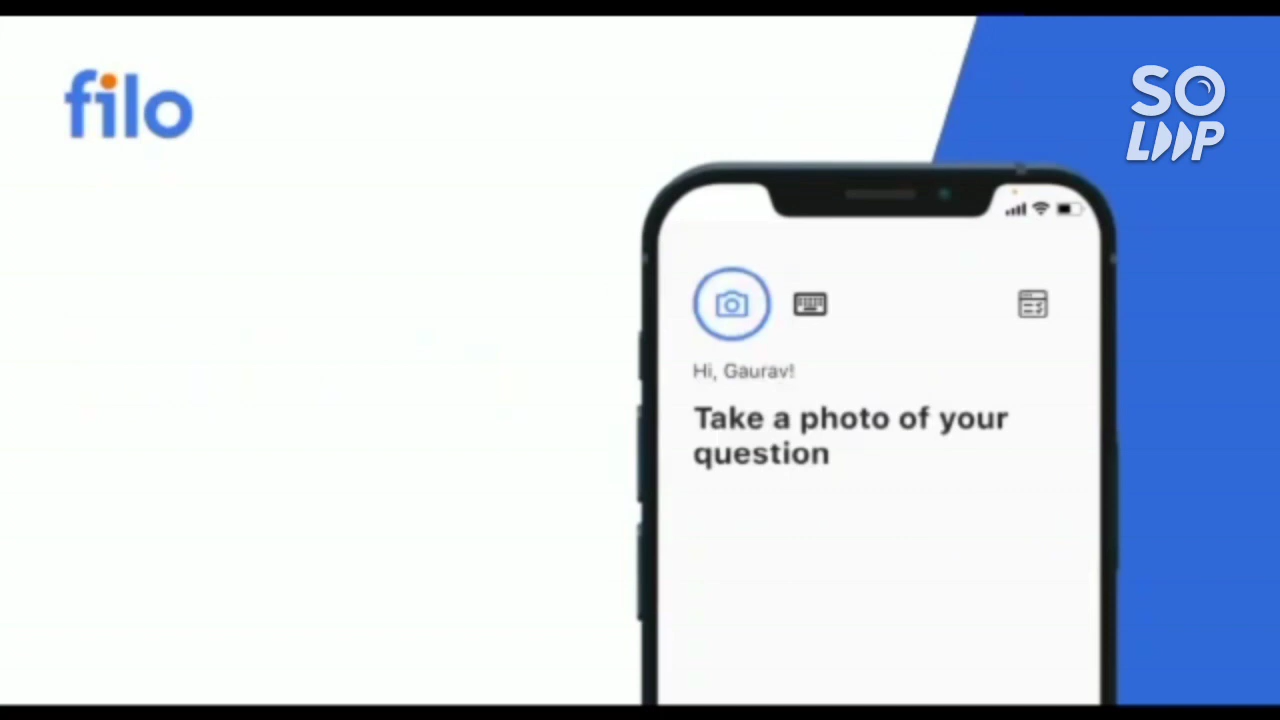 filo
SO
LOOP
Hi, Gaurav!
Take a photo of your
question